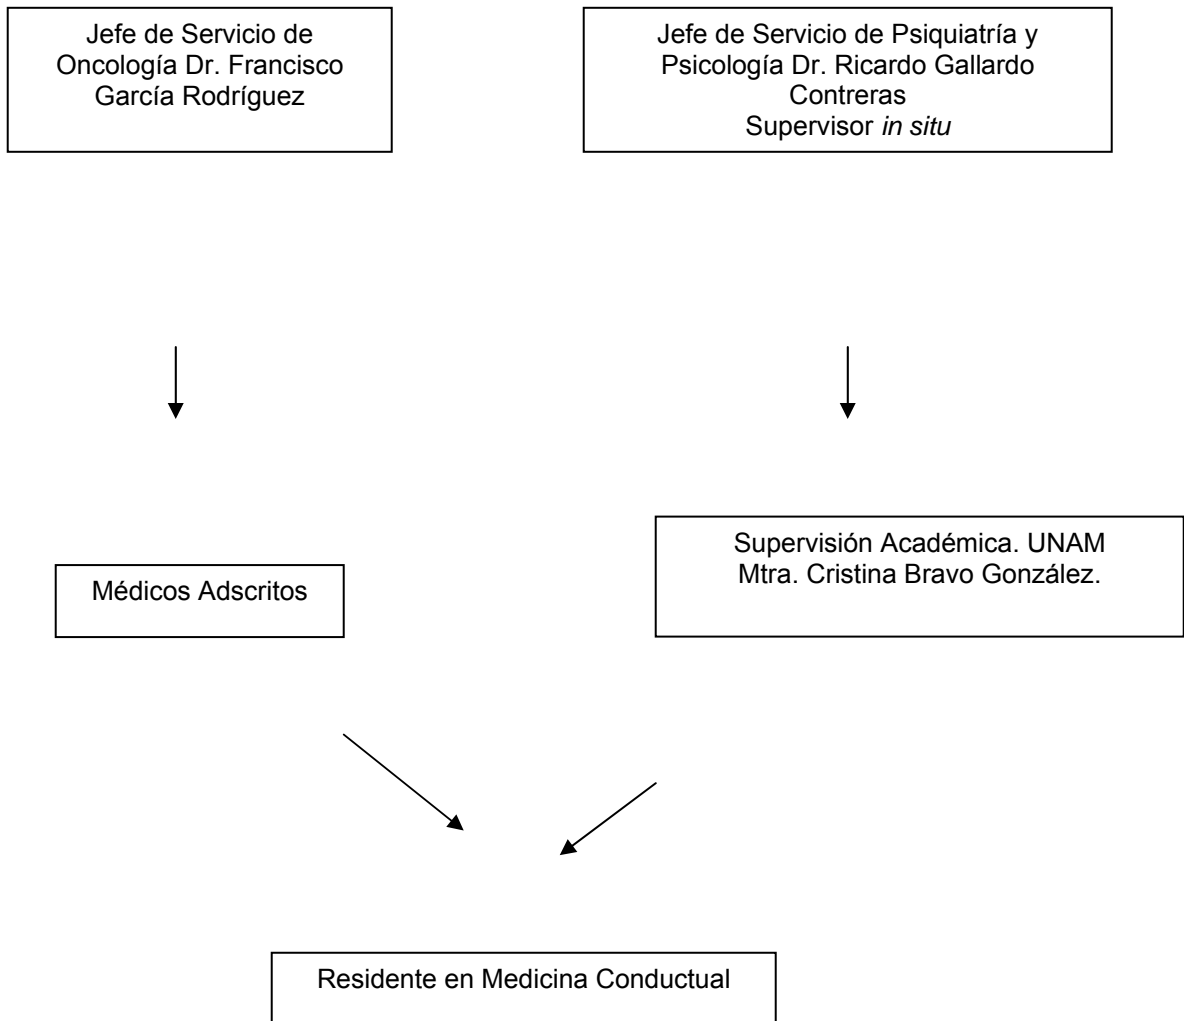 Jefe de Servicio de
Oncología Dr. Francisco
García Rodríguez
Jefe de Servicio de Psiquiatría y
Psicología Dr. Ricardo Gallardo
Contreras
Supervisor in situ
Médicos Adscritos
Supervisión Académica. UNAM
Mtra. Cristina Bravo González.
Residente en Medicina Conductual